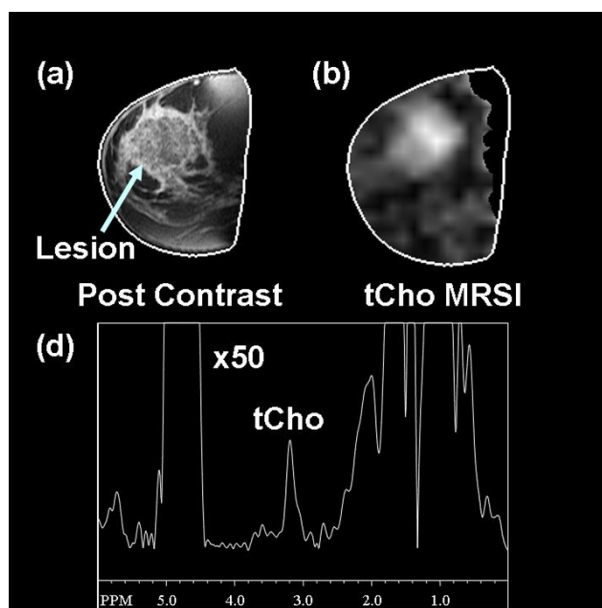 (a)
(b)
Lesion
Post Contrast
tCho MRSI
(d)
x50
tCho
PPM 5.0 4.0 3.0 2.0 1.0